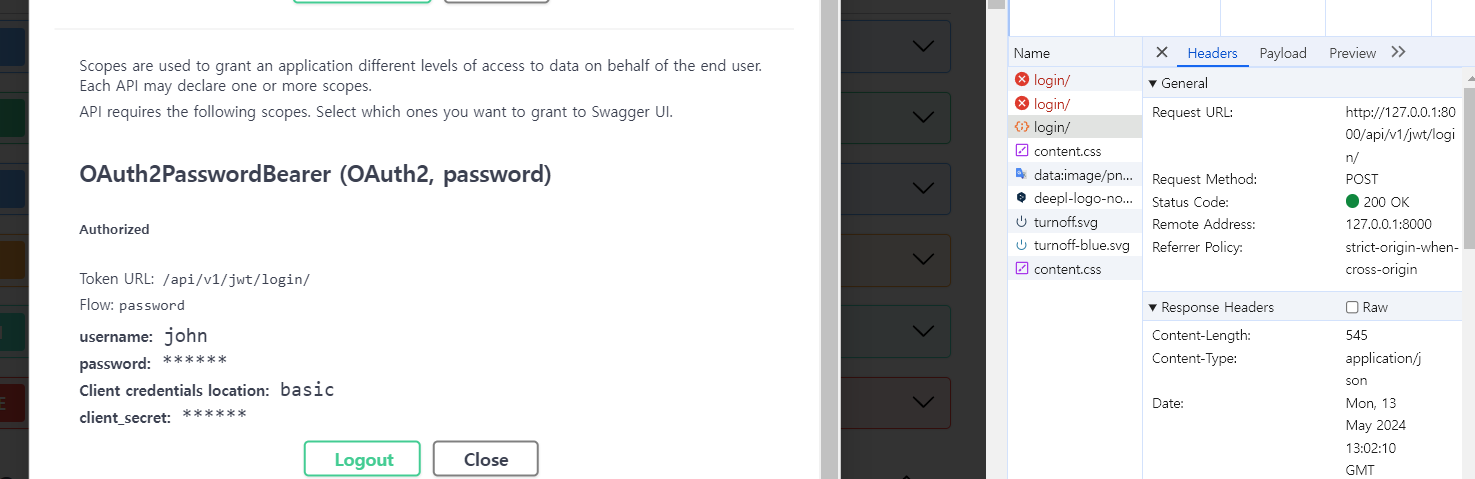 Scopes are used to grant an application different levels of access to data on behalf of the end user.
Each API may declare one or more scopes.
API requires the following scopes. Select which ones you want to grant to Swagger UI.
OAuth2PasswordBearer (OAuth2, password)
Authorized
Token URL: /api/v1/jwt/login/
Flow: password
username: john
password: ******
Client credentials location: basic
client_secret: ******
Logout
Close
Name
login/
login/
login/
content.css
data:image/pn...
deepl-logo-no...
turnoff.svg
turnoff-blue.svg
content.css
Headers
Payload
Preview
General
Request URL: http://127.0.0.1:80
00/api/v1/jwt/logi
n/
Request Method: POST
Status Code: 200 OK
Remote Address: 127.0.0.1:8000
Referrer Policy: strict-origin-when-
cross-origin
Response Headers
Raw
Content-Length: 545
Content-Type: application/j
son
Date: Mon, 13
May 2024
13:02:10
GMT